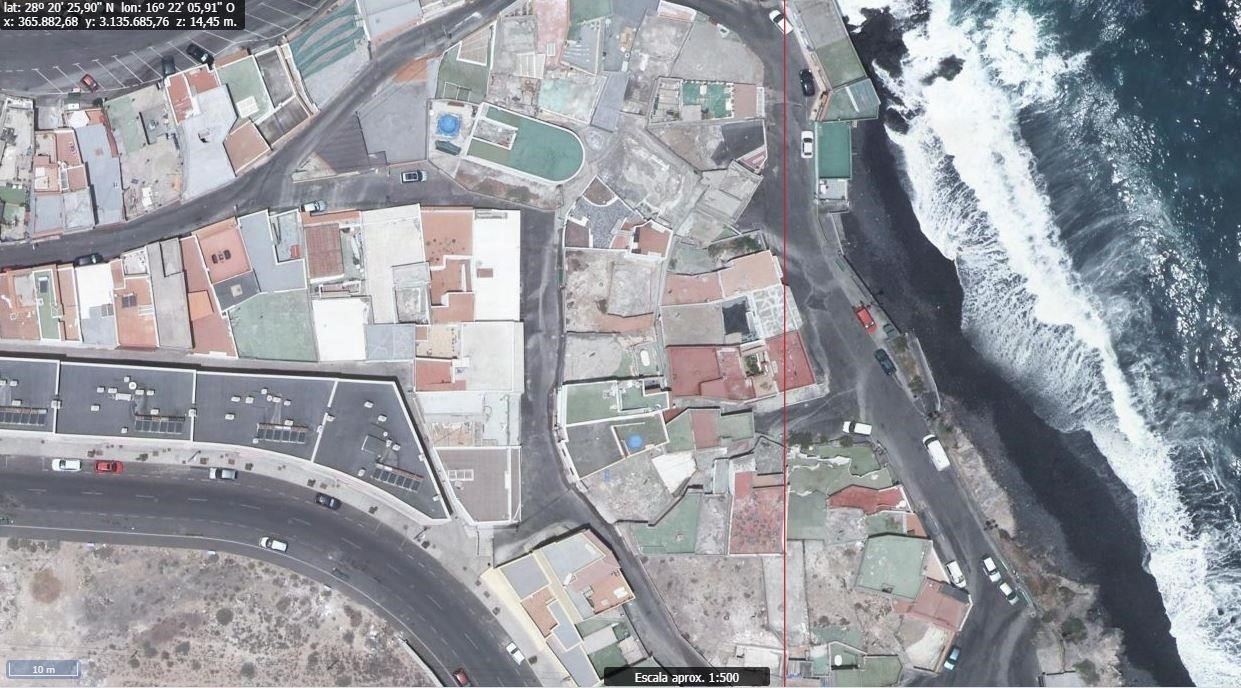 lat: 28º 20' 25,90" N  lon: 16º 22' 05,91" O
x: 365.882,68  y: 3.135.685,76  z: 14,45 m.
10 m
Escala aprox. 1:500